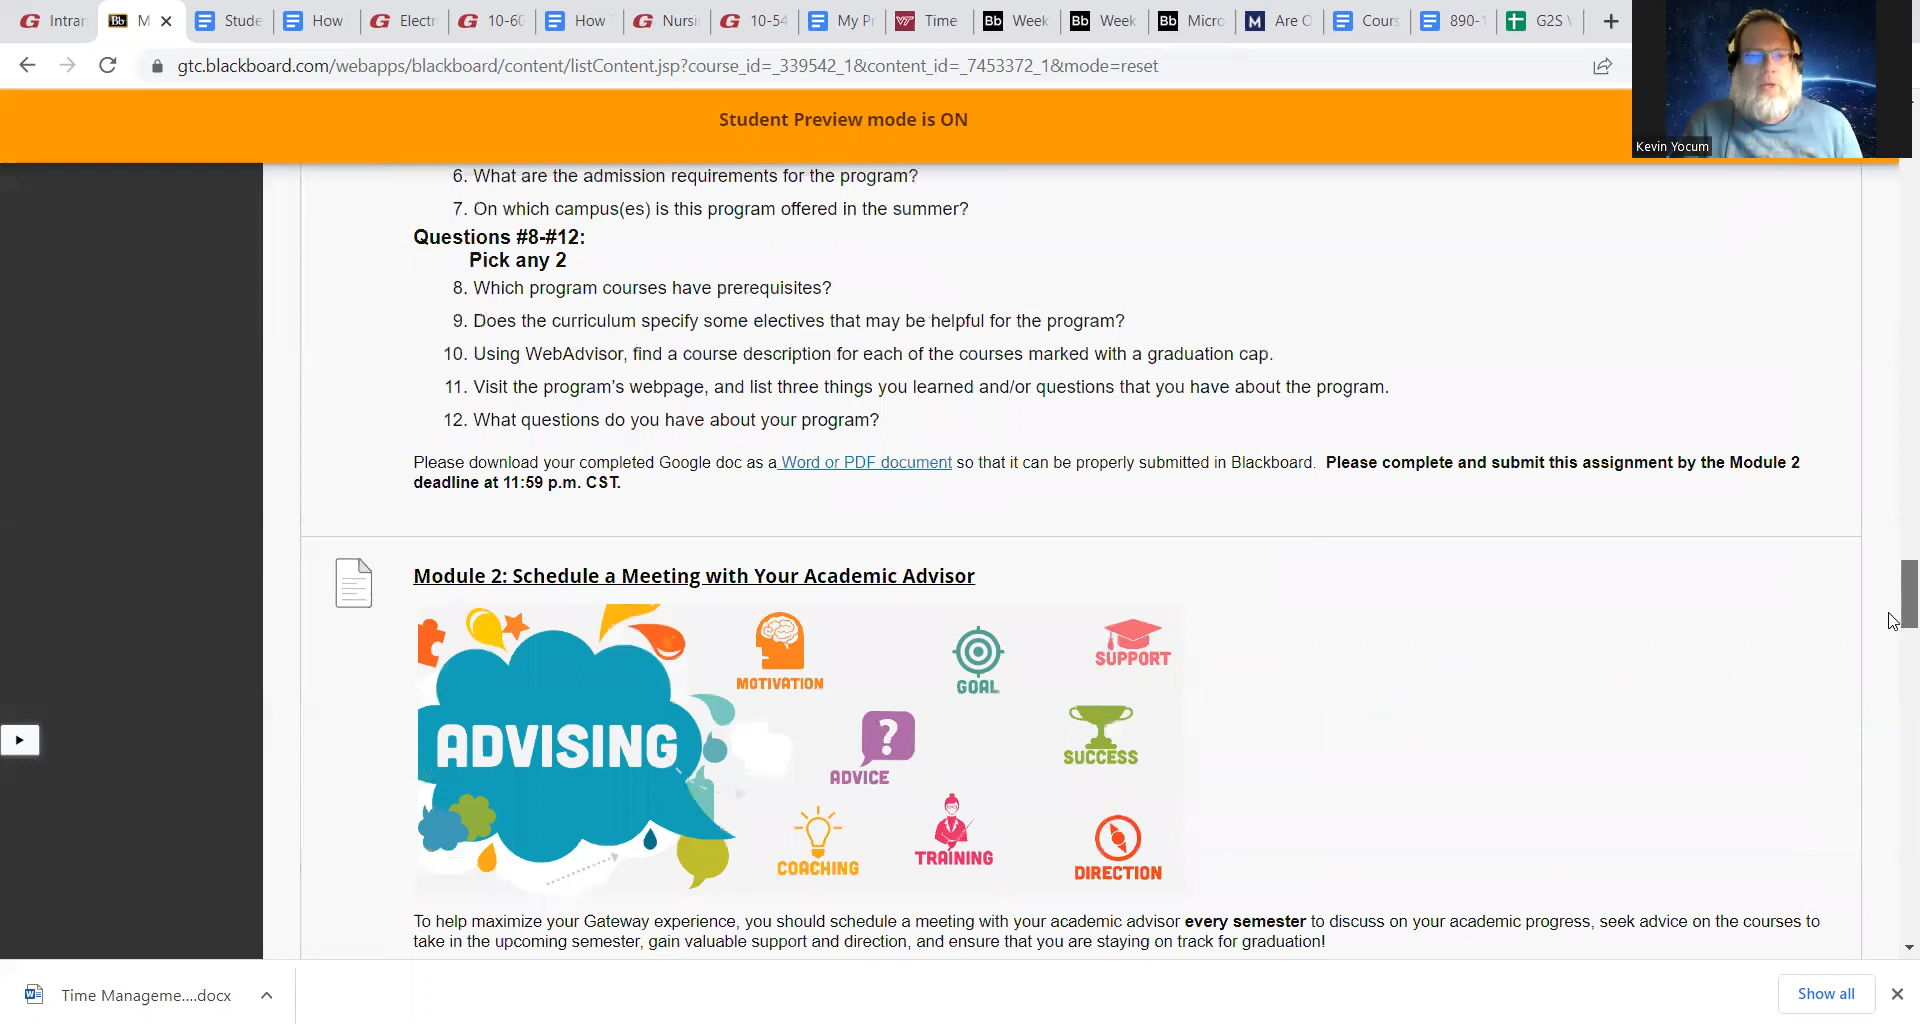 Intrar
M
Stude
How
Electr
10-60
How
Nursi
10-54
My Pr
Time
Week
Week
Micro
Are O
Cours
890-1
G2S
gtc.blackboard.com/webapps/blackboard/content/listContent.jsp?course_id=_339542_1&content_id=_7453372_1&mode=reset
Student Preview mode is ON
Kevin Yocum
6. What are the admission requirements for the program?
7. On which campus(es) is this program offered in the summer?
Questions #8-#12:
Pick any 2
8. Which program courses have prerequisites?
9. Does the curriculum specify some electives that may be helpful for the program?
10. Using WebAdvisor, find a course description for each of the courses marked with a graduation cap.
11. Visit the program's webpage, and list three things you learned and/or questions that you have about the program.
12. What questions do you have about your program?
Please download your completed Google doc as a Word or PDF document so that it can be properly submitted in Blackboard. Please complete and submit this assignment by the Module 2
deadline at 11:59 p.m. CST.
Module 2: Schedule a Meeting with Your Academic Advisor
ADVISING
MOTIVATION
GOAL
SUPPORT
ADVICE
SUCCESS
COACHING
TRAINING
DIRECTION
To help maximize your Gateway experience, you should schedule a meeting with your academic advisor every semester to discuss on your academic progress, seek advice on the courses to
take in the upcoming semester, gain valuable support and direction, and ensure that you are staying on track for graduation!
Time Manageme....docx
Show all